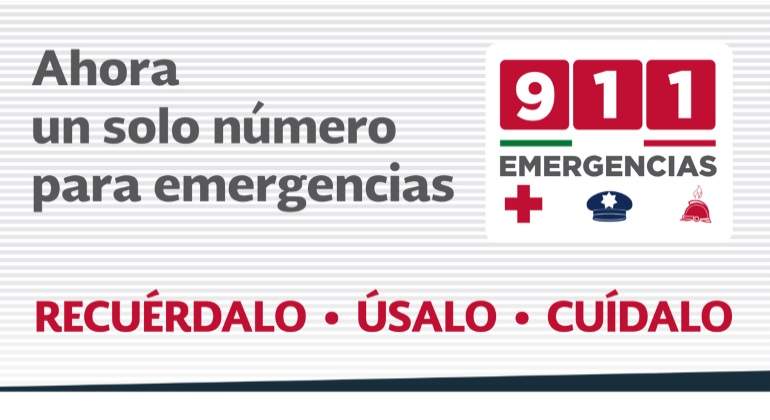 Ahora
un solo número
para emergencias
911
EMERGENCIAS
RECUÉRDALO • ÚSALO • CUÍDALO